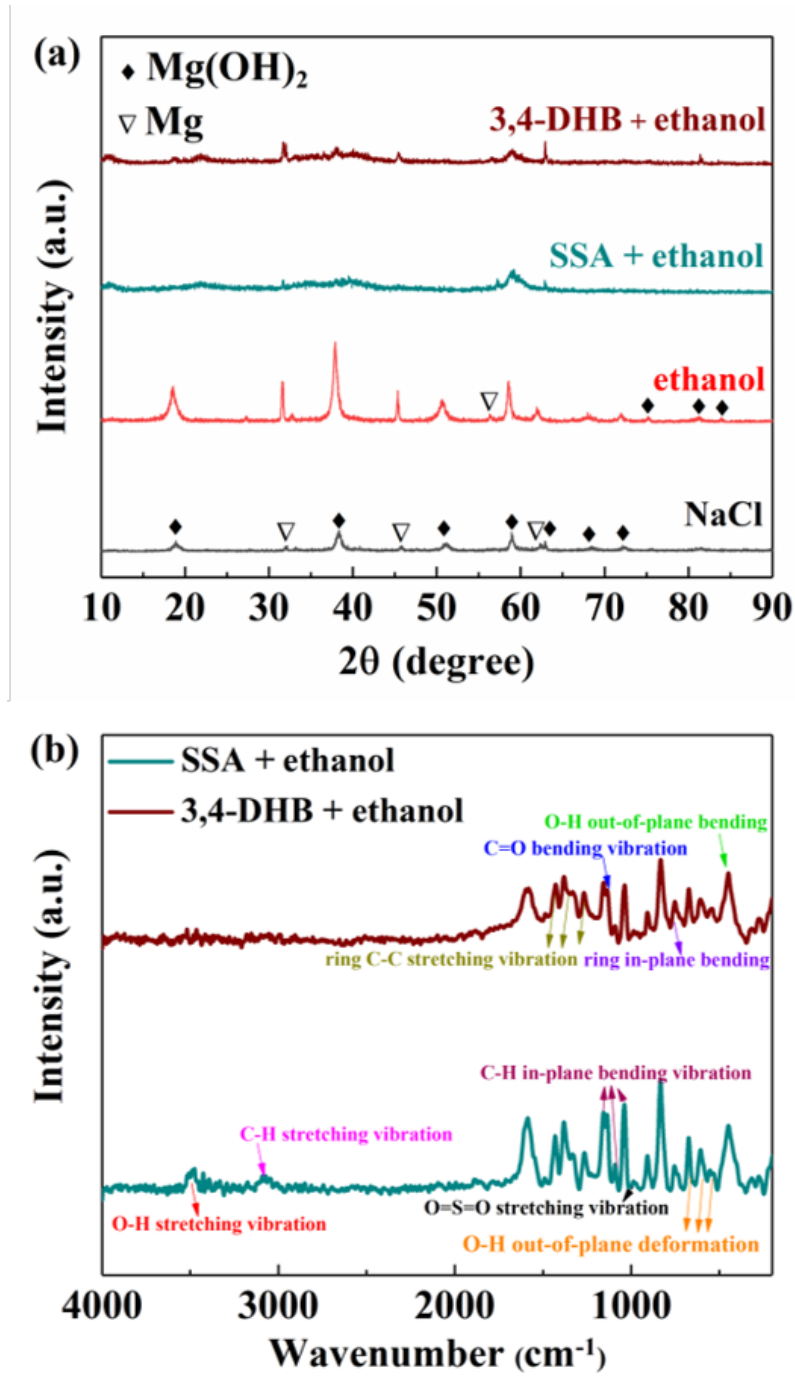 (a)
♦ Mg(OH)₂
▽ Mg
3,4-DHB + ethanol
SSA + ethanol
ethanol
NaCl
Intensity (a.u.)
10 20 30 40 50 60 70 80 90
2θ (degree)
(b)
SSA + ethanol
3,4-DHB + ethanol
O-H out-of-plane bending
C=O bending vibration
ring C-C stretching vibration
ring in-plane bending
C-H in-plane bending vibration
C-H stretching vibration
O=S=O stretching vibration
O-H stretching vibration
O-H out-of-plane deformation
Intensity (a.u.)
4000 3000 2000 1000
Wavenumber (cm⁻¹)